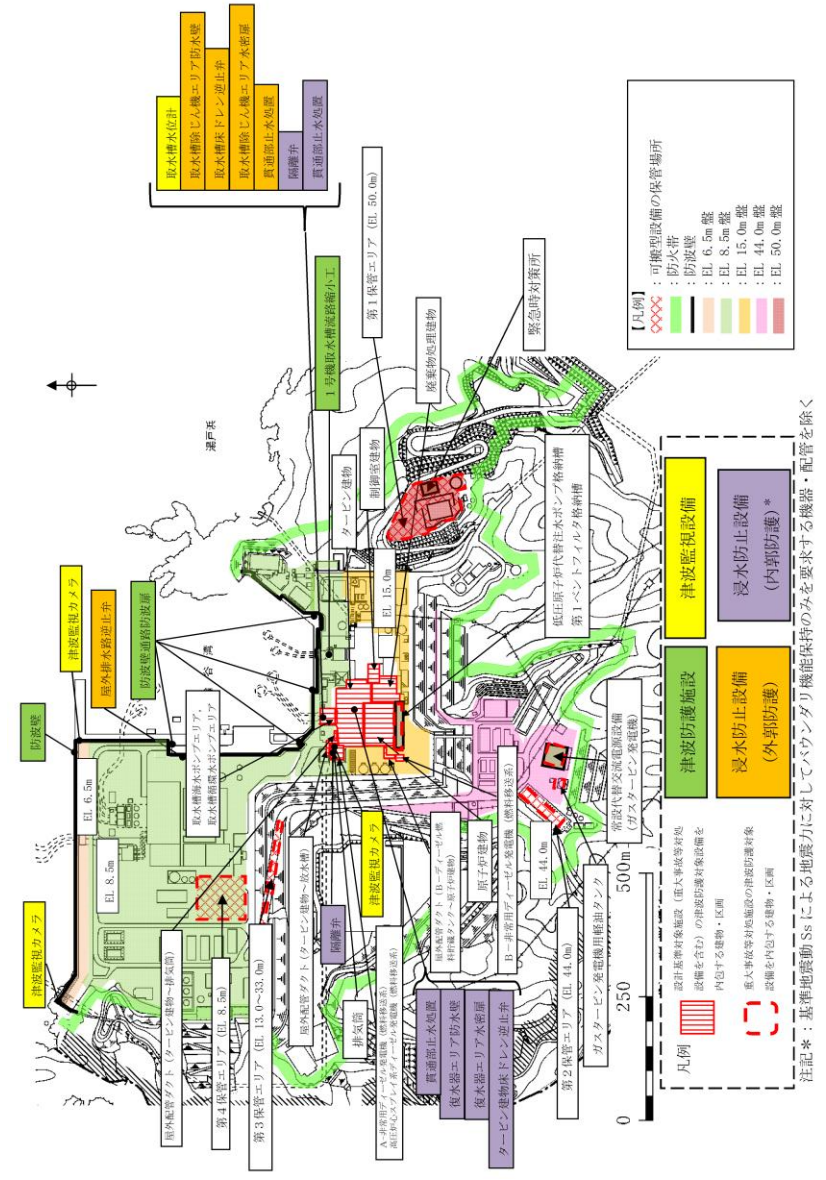 取水槽水位計
取水槽除じん機エリア防水壁
取水槽床ドレン逆止弁
取水槽除じん機エリア水密扉
貫通部止水処置
隔離弁
貫通部止水処置
津波監視カメラ
防波壁
津波監視カメラ
屋外排水路逆止弁
防波壁通路防波扉
1号機取水槽流路縮小工
湯戸浜
谷湾
EL 6.5m
EL 8.5m
取水槽海水ポンプエリア,
取水槽循環水ポンプエリア
タービン建物
制御室建物
第1保管エリア (EL 50.0m)
EL 15.0m
廃棄物処理建物
緊急時対策所
屋外配管ダクト (タービン建物~排気筒)
第4保管エリア (EL 8.5m)
第3保管エリア (EL 13.0~33.0m)
屋外配管ダクト (タービン建物~放水槽)
隔離弁
排気筒
A-非常用ディーゼル発電機 (燃料移送系)
高圧炉心スプレイ系ディーゼル発電機 (燃料移送系)
津波監視カメラ
貫通部止水処置
復水器エリア防水壁
復水器エリア水密扉
タービン建物床ドレン逆止弁
屋外配管ダクト (B-ディーゼル燃
料貯蔵タンク~原子炉建物)
原子炉建物
B-非常用ディーゼル発電機 (燃料移送系)
低圧原子炉代替注水ポンプ格納槽
第1ベントフィルタ格納槽
EL 44.0m
第2保管エリア (EL 44.0m)
ガスタービン発電機用軽油タンク
常設代替交流電源設備
(ガスタービン発電機)
0
250
500m
【凡例】
:可搬型設備の保管場所
:防火帯
:防波壁
:EL 6.5m 盤
:EL 8.5m 盤
:EL 15.0m 盤
:EL 44.0m 盤
:EL 50.0m 盤
凡例
設計基準対象施設 (重大事故等対処
設備を含む) の津波防護対象設備を
内包する建物・区画
重大事故等対処施設の津波防護対象
設備を内包する建物・区画
津波防護施設
津波監視設備
浸水防止設備
(外郭防護)
浸水防止設備
(内郭防護)*
注記*:基準地震動Ssによる地震力に対してバウンダリ機能保持のみを要求する機器・配管を除く